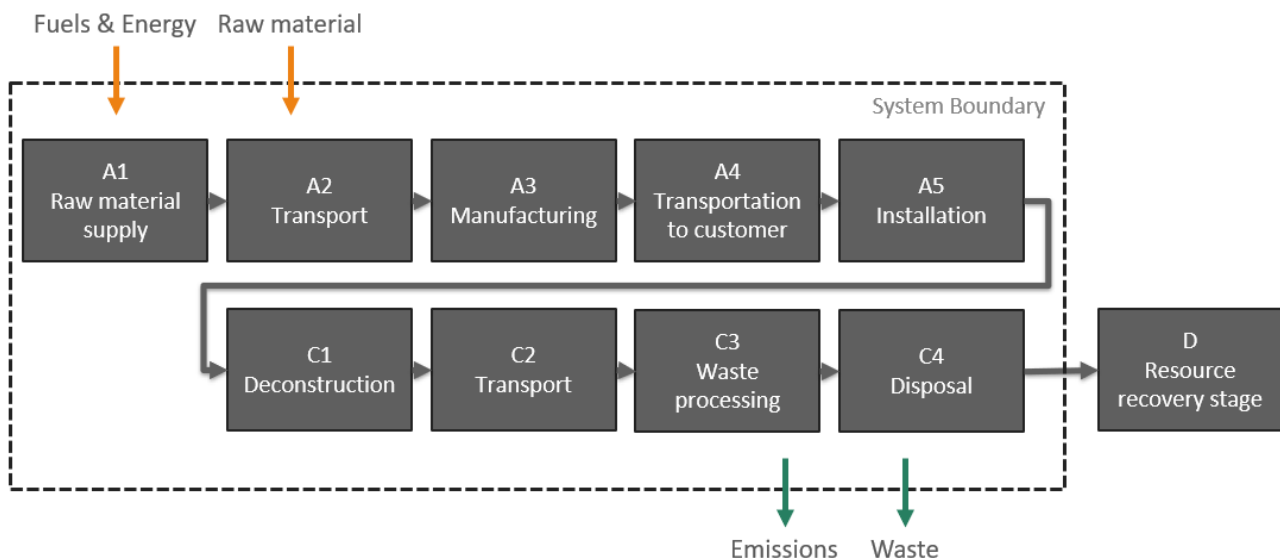 Fuels & Energy
Raw material
System Boundary
A1
Raw material
supply
A2
Transport
A3
Manufacturing
A4
Transportation
to customer
A5
Installation
C1
Deconstruction
C2
Transport
C3
Waste
processing
C4
Disposal
D
Resource
recovery stage
Emissions
Waste